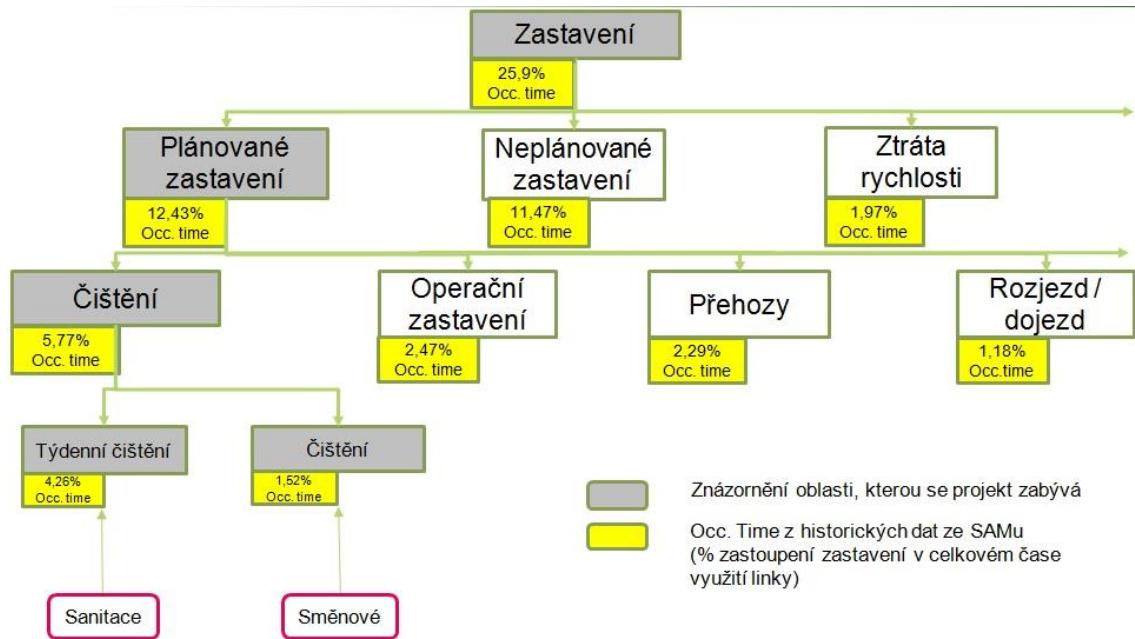 Zastavení
25,9%
Occ. time
Plánované
zastavení
12,43%
Occ. time
Neplánované
zastavení
11,47%
Occ. time
Ztráta
rychlosti
1,97%
Occ. time
Čištění
5,77%
Occ. time
Operační
zastavení
2,47%
Occ. time
Přehozy
2,29%
Occ. time
Rozjezd /
dojezd
1,18%
Occ. time
Týdenní čištění
4,26%
Occ. time
Čištění
1,52%
Occ. time
Sanitace
Směnové
Znázornění oblasti, kterou se projekt zabývá
Occ. Time z historických dat ze SAMu
(% zastoupení zastavení v celkovém čase
využití linky)